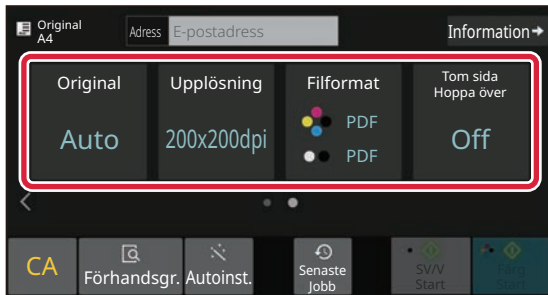 Original
A4
Adress E-postadress
Information
Original
Auto
Upplösning
200x200dpi
Filformat
PDF
PDF
Tom sida
Hoppa över
Off
CA
Förhandsgr.
Autoinst.
Senaste
Jobb
SV/V
Start
Färg
Start